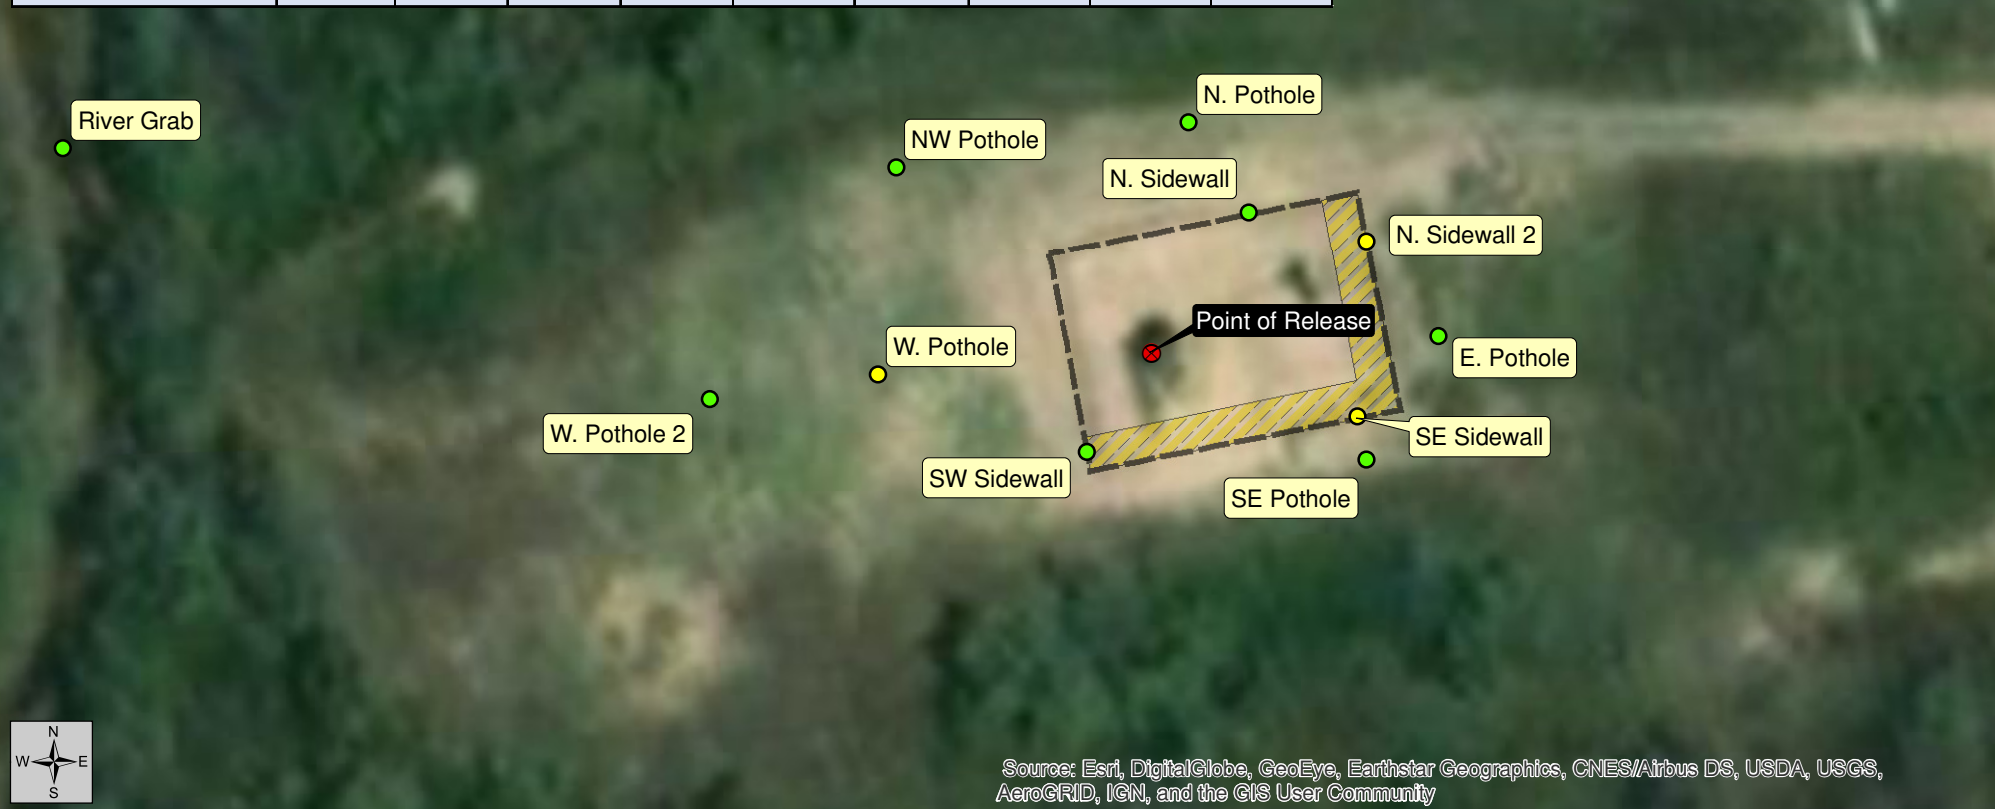 N. Pothole
River Grab
NW Pothole
N. Sidewall
N. Sidewall 2
Point of Release
W. Pothole
E. Pothole
W. Pothole 2
SE Sidewall
SW Sidewall
SE Pothole
N
W E
S
Source: Esri, DigitalGlobe, GeoEye, Earthstar Geographics, CNES/Airbus DS, USDA, USGS,
AeroGRID, IGN, and the GIS User Community